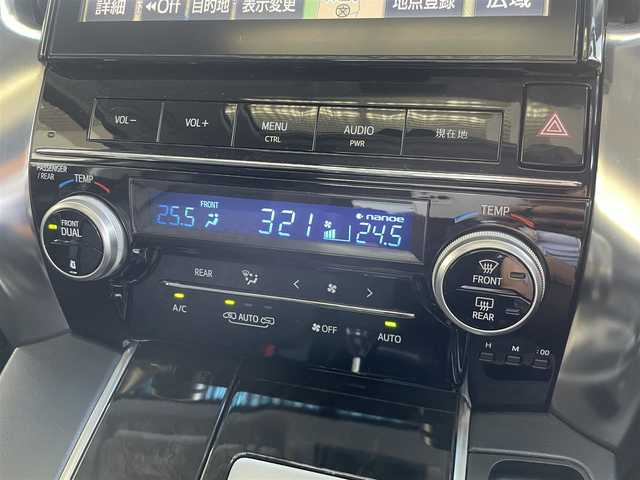 詳細 ◀◀Off 目的地 表示変更 地点登録 広域
VOL− VOL+ MENU CTRL AUDIO PWR 現在地
PASSENGER / REAR
TEMP
TEMP
FRONT DUAL
25.5 FRONT 321 nanoe 24.5
FRONT
REAR
REAR < >
A/C AUTO OFF AUTO
H M :00